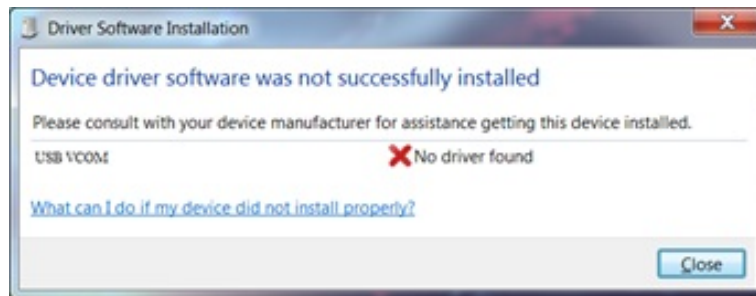 Driver Software Installation
Device driver software was not successfully installed
Please consult with your device manufacturer for assistance getting this device installed.
USB VCOM No driver found
What can I do if my device did not install properly?
Close